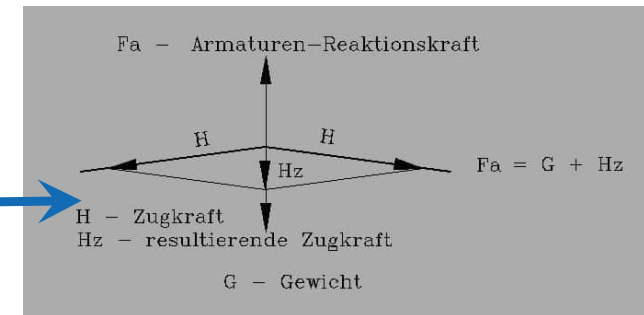 Fa – Armaturen-Reaktionskraft
H H
Hz
Fa = G + Hz
H – Zugkraft
Hz – resultierende Zugkraft
G – Gewicht